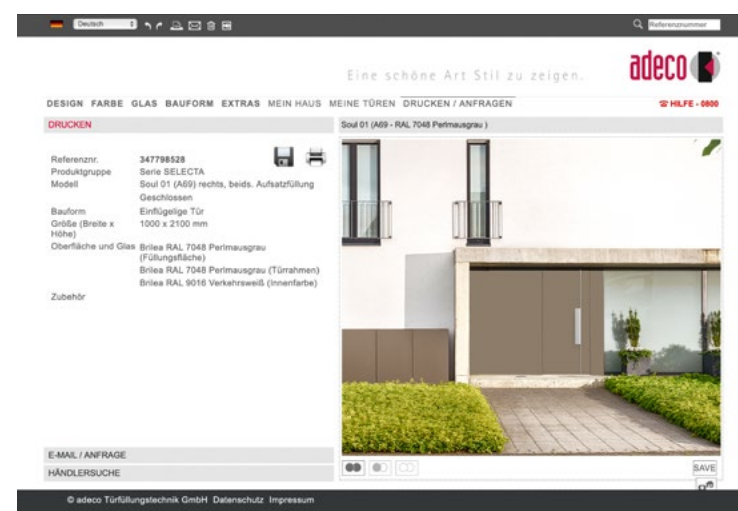 Deutsch
Referenznummer
Eine schöne Art Stil zu zeigen.
adeco
DESIGN FARBE GLAS BAUFORM EXTRAS MEIN HAUS MEINE TÜREN DRUCKEN / ANFRAGEN
HILFE - 0800
DRUCKEN
Soul 01 (A69 - RAL 7048 Perlmausgrau )
Referenznr. 347798528
Produktgruppe Serie SELECTA
Modell Soul 01 (A69) rechts, beids. Aufsatzfüllung
Geschlossen
Bauform Einflügelige Tür
Größe (Breite x 1000 x 2100 mm
Höhe)
Oberfläche und Glas Brilea RAL 7048 Perlmausgrau
(Füllungsfläche)
Brilea RAL 7048 Perlmausgrau (Türrahmen)
Brilea RAL 9016 Verkehrsweiß (Innenfarbe)
Zubehör
E-MAIL / ANFRAGE
HÄNDLERSUCHE
SAVE
© adeco Türfüllungstechnik GmbH Datenschutz Impressum